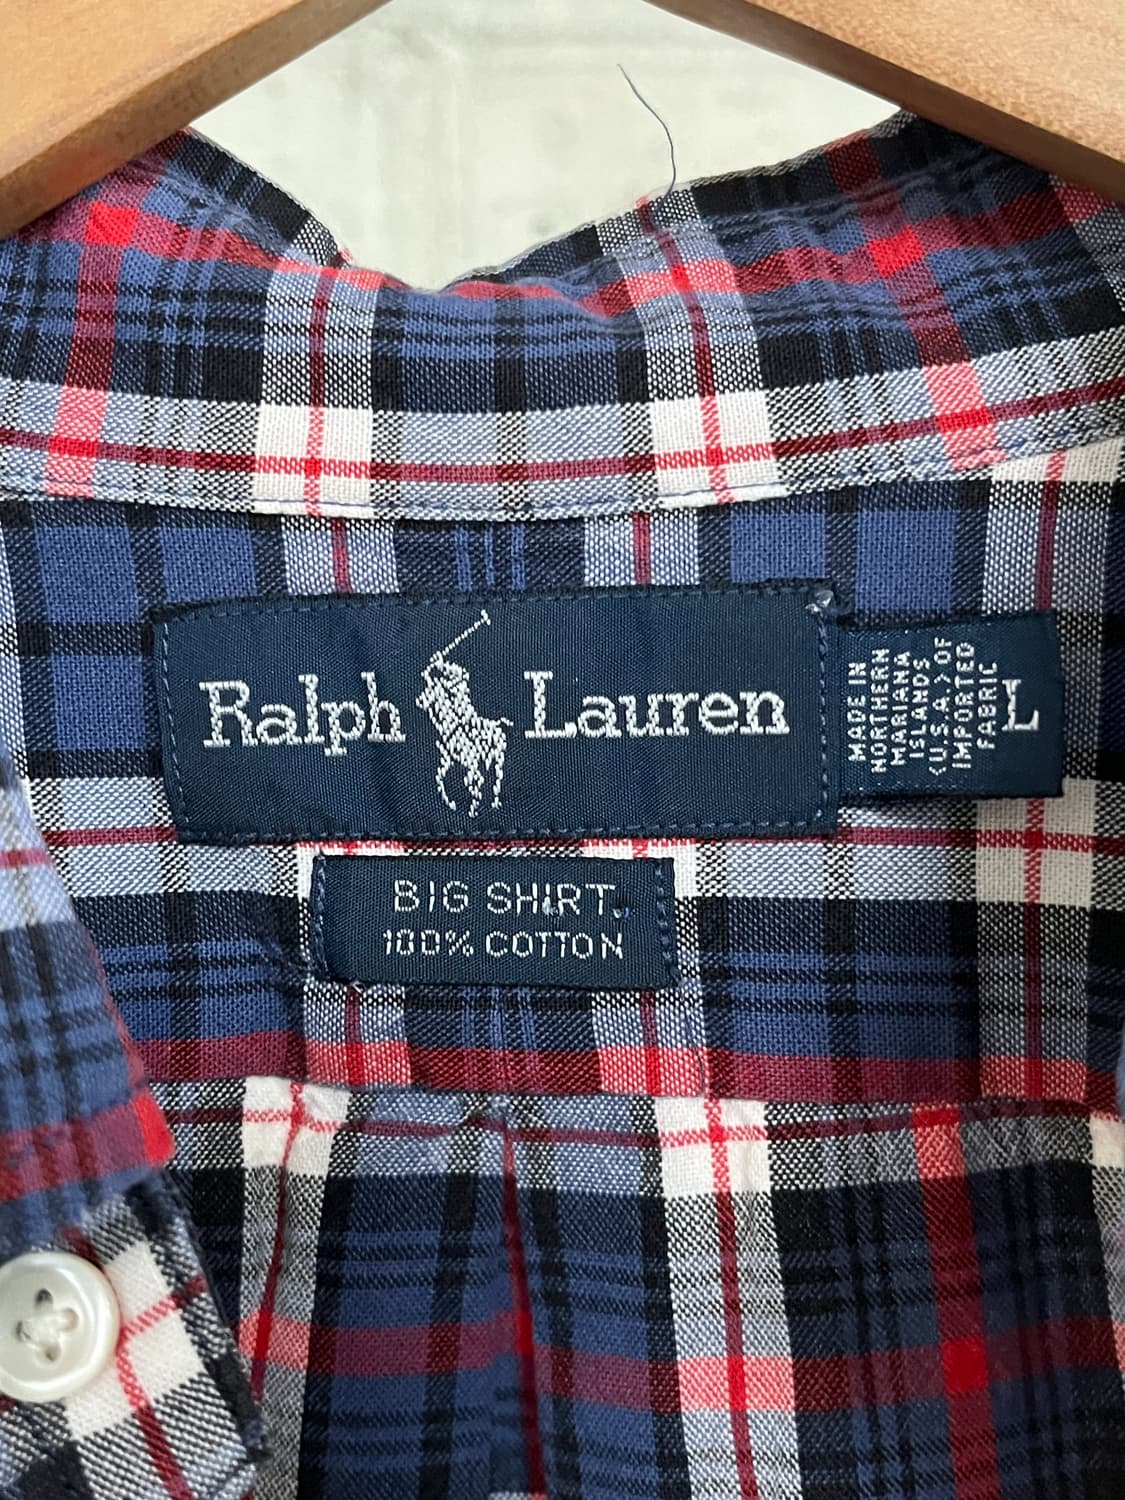 Ralph Lauren
MADE IN
NORTHERN
MARIANA
ISLANDS
(U.S.A.) OF
IMPORTED
FABRIC
L
BIG SHIRT
100% COTTON